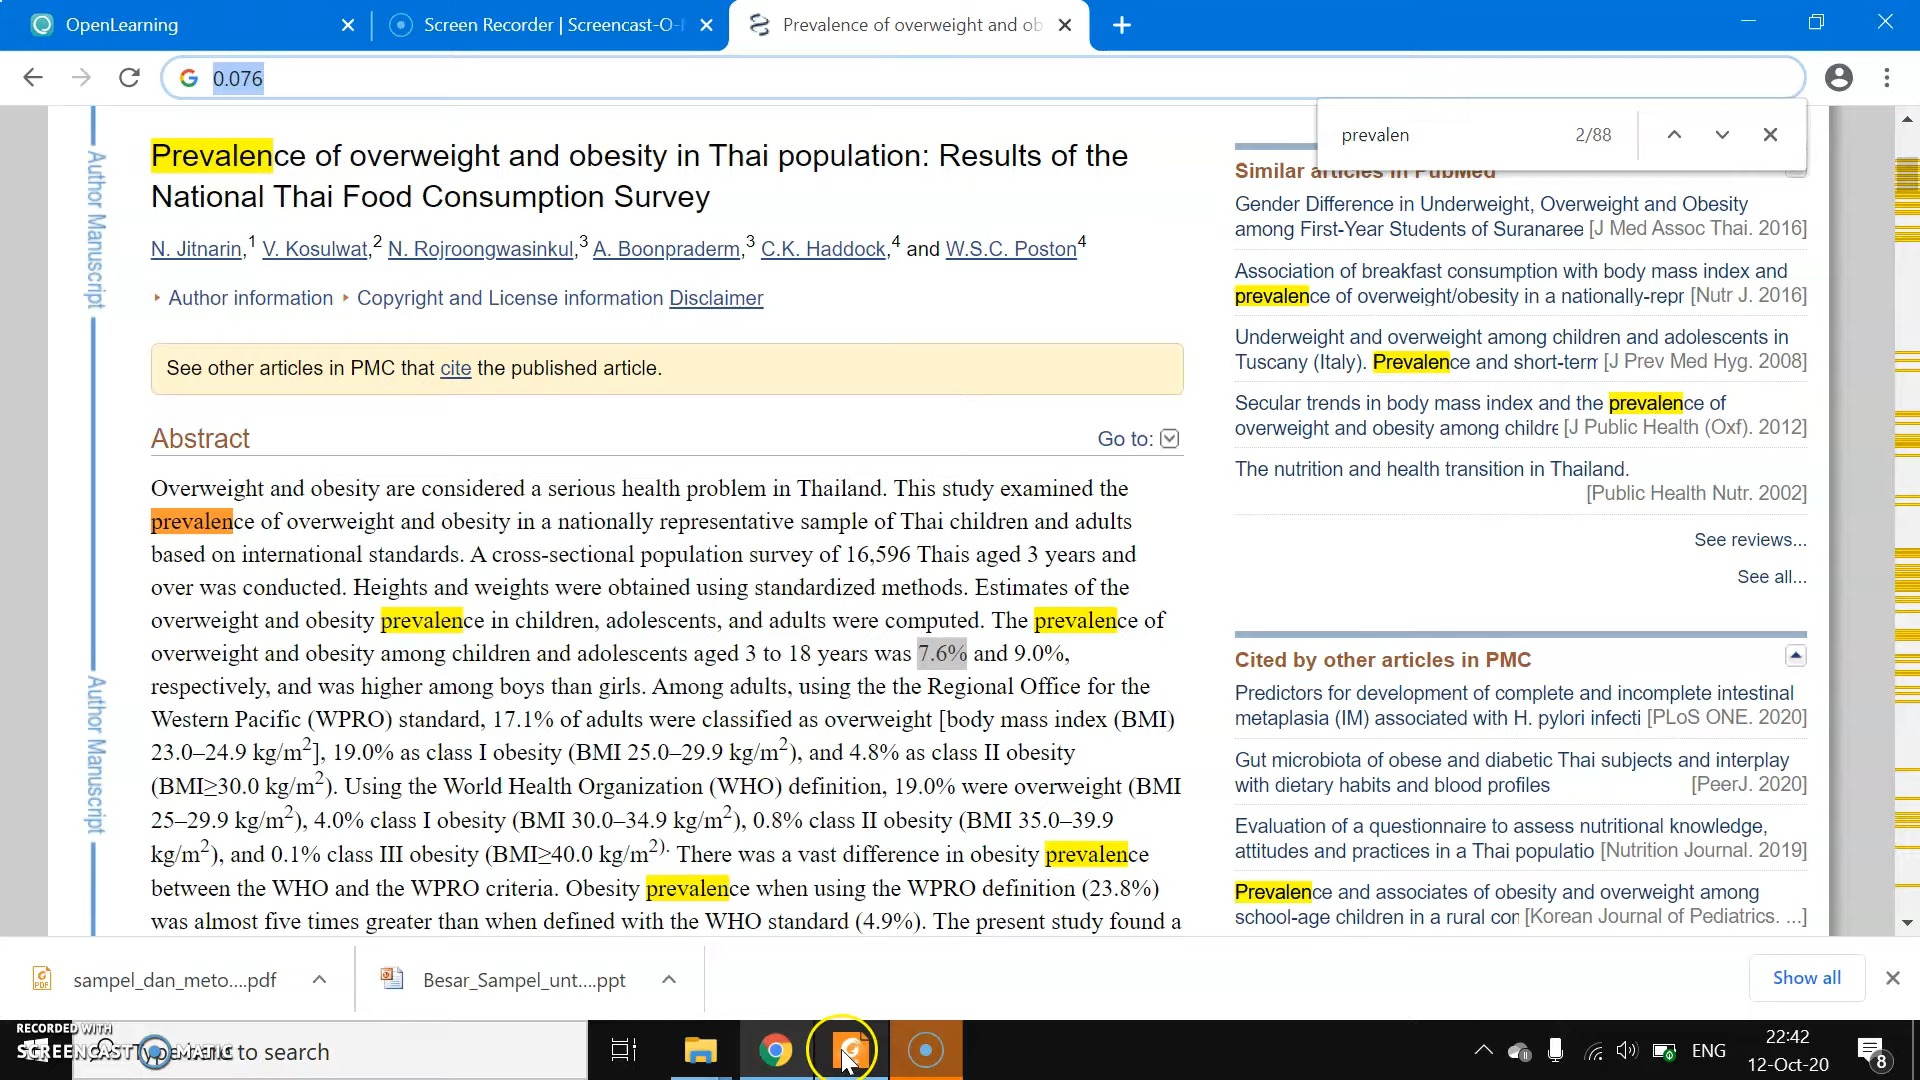 OpenLearning
Screen Recorder | Screencast-O-
Prevalence of overweight and ob
0.076
prevalen 2/88
Author Manuscript
Author Manuscript
Prevalence of overweight and obesity in Thai population: Results of the
National Thai Food Consumption Survey
N. Jitnarin,1 V. Kosulwat,2 N. Rojroongwasinkul,3 A. Boonpraderm,3 C.K. Haddock,4 and W.S.C. Poston4
Author information Copyright and License information Disclaimer
See other articles in PMC that cite the published article.
Abstract
Go to:
Overweight and obesity are considered a serious health problem in Thailand. This study examined the
prevalence of overweight and obesity in a nationally representative sample of Thai children and adults
based on international standards. A cross-sectional population survey of 16,596 Thais aged 3 years and
over was conducted. Heights and weights were obtained using standardized methods. Estimates of the
overweight and obesity prevalence in children, adolescents, and adults were computed. The prevalence of
overweight and obesity among children and adolescents aged 3 to 18 years was 7.6% and 9.0%,
respectively, and was higher among boys than girls. Among adults, using the the Regional Office for the
Western Pacific (WPRO) standard, 17.1% of adults were classified as overweight [body mass index (BMI)
23.0–24.9 kg/m2], 19.0% as class I obesity (BMI 25.0–29.9 kg/m2), and 4.8% as class II obesity
(BMI≥30.0 kg/m2). Using the World Health Organization (WHO) definition, 19.0% were overweight (BMI
25–29.9 kg/m2), 4.0% class I obesity (BMI 30.0–34.9 kg/m2), 0.8% class II obesity (BMI 35.0–39.9
kg/m2), and 0.1% class III obesity (BMI≥40.0 kg/m2). There was a vast difference in obesity prevalence
between the WHO and the WPRO criteria. Obesity prevalence when using the WPRO definition (23.8%)
was almost five times greater than when defined with the WHO standard (4.9%). The present study found a
Similar articles in PubMed
Gender Difference in Underweight, Overweight and Obesity
among First-Year Students of Suranaree [J Med Assoc Thai. 2016]
Association of breakfast consumption with body mass index and
prevalence of overweight/obesity in a nationally-repr [Nutr J. 2016]
Underweight and overweight among children and adolescents in
Tuscany (Italy). Prevalence and short-term [J Prev Med Hyg. 2008]
Secular trends in body mass index and the prevalence of
overweight and obesity among childre [J Public Health (Oxf). 2012]
The nutrition and health transition in Thailand.
[Public Health Nutr. 2002]
See reviews...
See all...
Cited by other articles in PMC
Predictors for development of complete and incomplete intestinal
metaplasia (IM) associated with H. pylori infecti [PLoS ONE. 2020]
Gut microbiota of obese and diabetic Thai subjects and interplay
with dietary habits and blood profiles [PeerJ. 2020]
Evaluation of a questionnaire to assess nutritional knowledge,
attitudes and practices in a Thai populatio [Nutrition Journal. 2019]
Prevalence and associates of obesity and overweight among
school-age children in a rural cor [Korean Journal of Pediatrics. ...]
sampel_dan_meto....pdf
Besar_Sampel_unt....ppt
Show all
RECORDED WITH
SCREENCAST MATIC
Type here to search
ENG
22:42
12-Oct-20
8